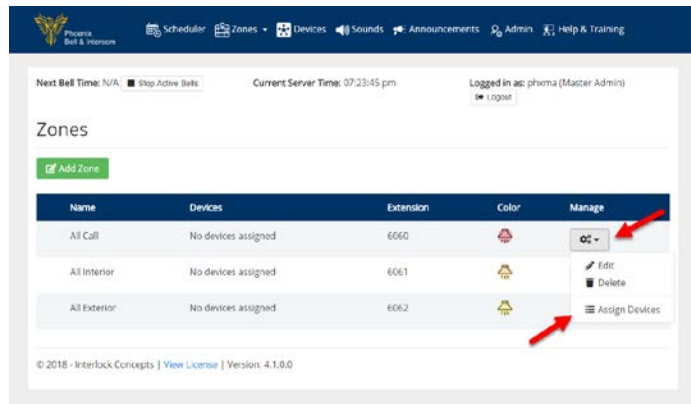 Phoenix
Bell & Intercom
Scheduler Zones Devices Sounds Announcements Admin Help & Training
Next Bell Time: N/A Stop Active Bells Current Server Time: 07:23:45 pm Logged in as: phxma (Master Admin)
Logout
Zones
Add Zone
Name Devices Extension Color Manage
All Call No devices assigned 6060
All Interior No devices assigned 6061
Edit
Delete
All Exterior No devices assigned 6062
Assign Devices
© 2018 - Interlock Concepts | View License | Version: 4.1.0.0